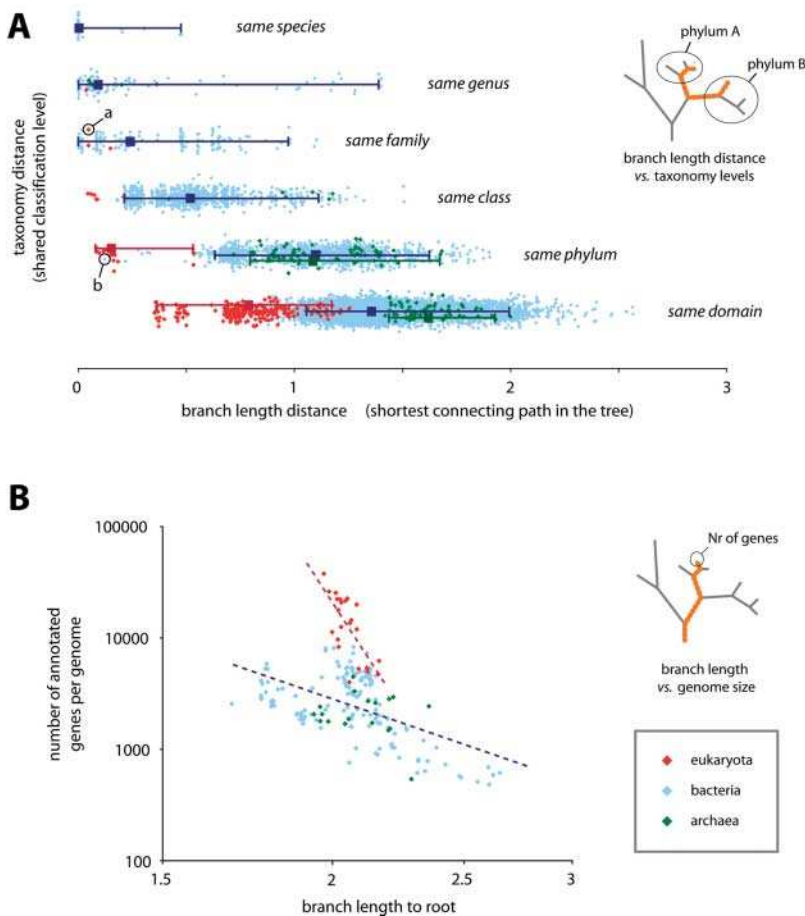 A
same species
same genus
a
same family
same class
same phylum
b
same domain
taxonomy distance
(shared classification level)
0
1
2
3
branch length distance (shortest connecting path in the tree)
phylum A
phylum B
branch length distance
vs. taxonomy levels
B
100000
10000
1000
100
number of annotated
genes per genome
1.5
2
2.5
3
branch length to root
Nr of genes
branch length
vs. genome size
eukaryota
bacteria
archaea